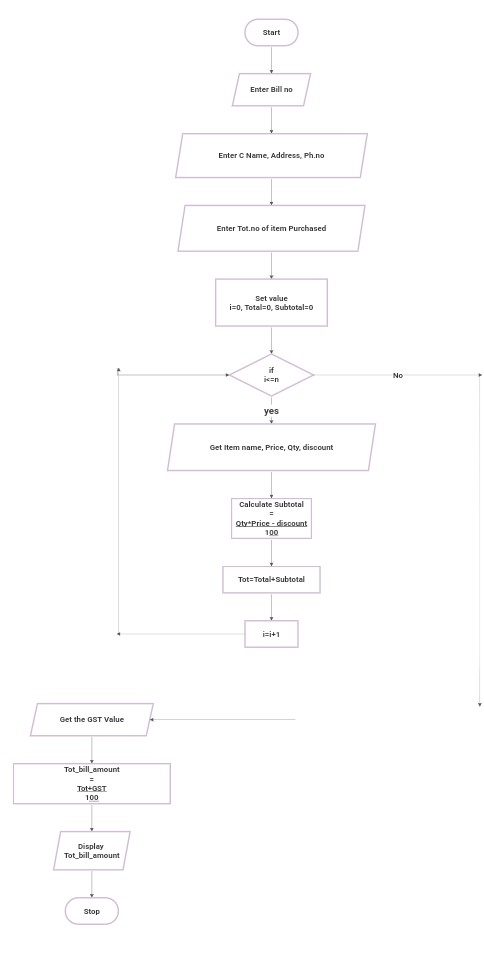 Start
Enter Bill no
Enter C Name, Address, Ph.no
Enter Tot.no of item Purchased
Set value
i=0, Total=0, Subtotal=0
if
i<=n
No
yes
Get Item name, Price, Qty, discount
Calculate Subtotal
=
Qty*Price - discount
100
Tot=Total+Subtotal
i=i+1
Get the GST Value
Tot_bill_amount
=
Tot+GST
100
Display
Tot_bill_amount
Stop